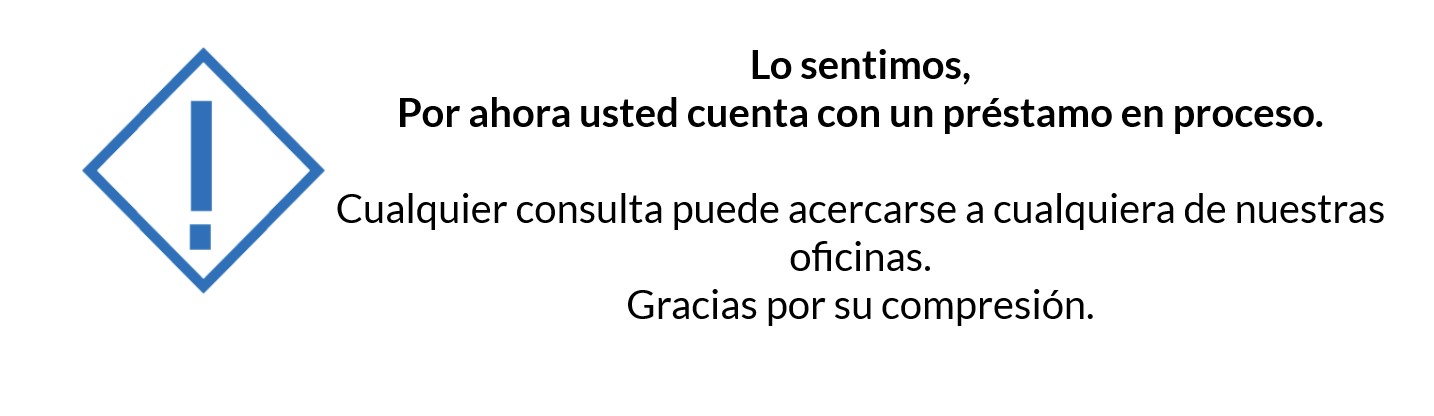 Lo sentimos,
Por ahora usted cuenta con un préstamo en proceso.
Cualquier consulta puede acercarse a cualquiera de nuestras
oficinas.
Gracias por su compresión.